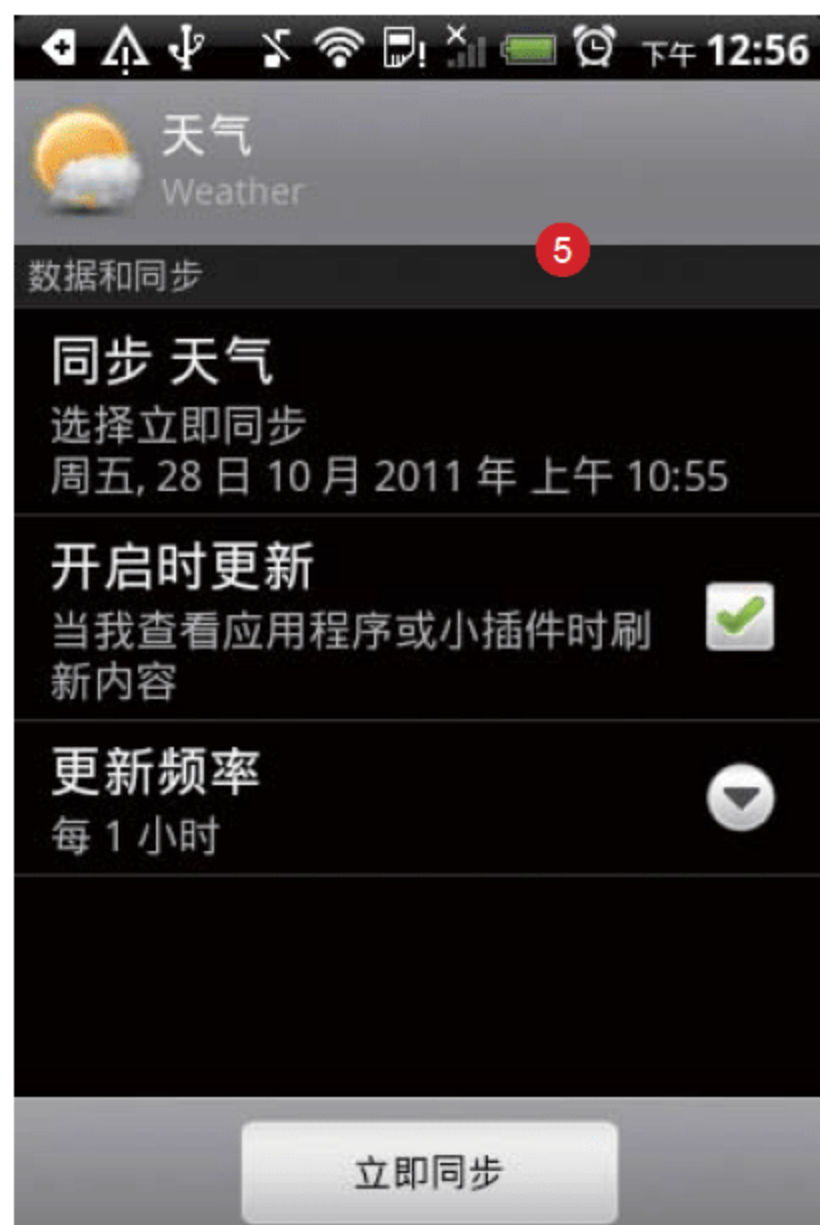 下午 12:56
天气
Weather
5
数据和同步
同步 天气
选择立即同步
周五, 28 日 10 月 2011 年 上午 10:55
开启时更新
当我查看应用程序或小插件时刷
新内容
更新频率
每 1 小时
立即同步